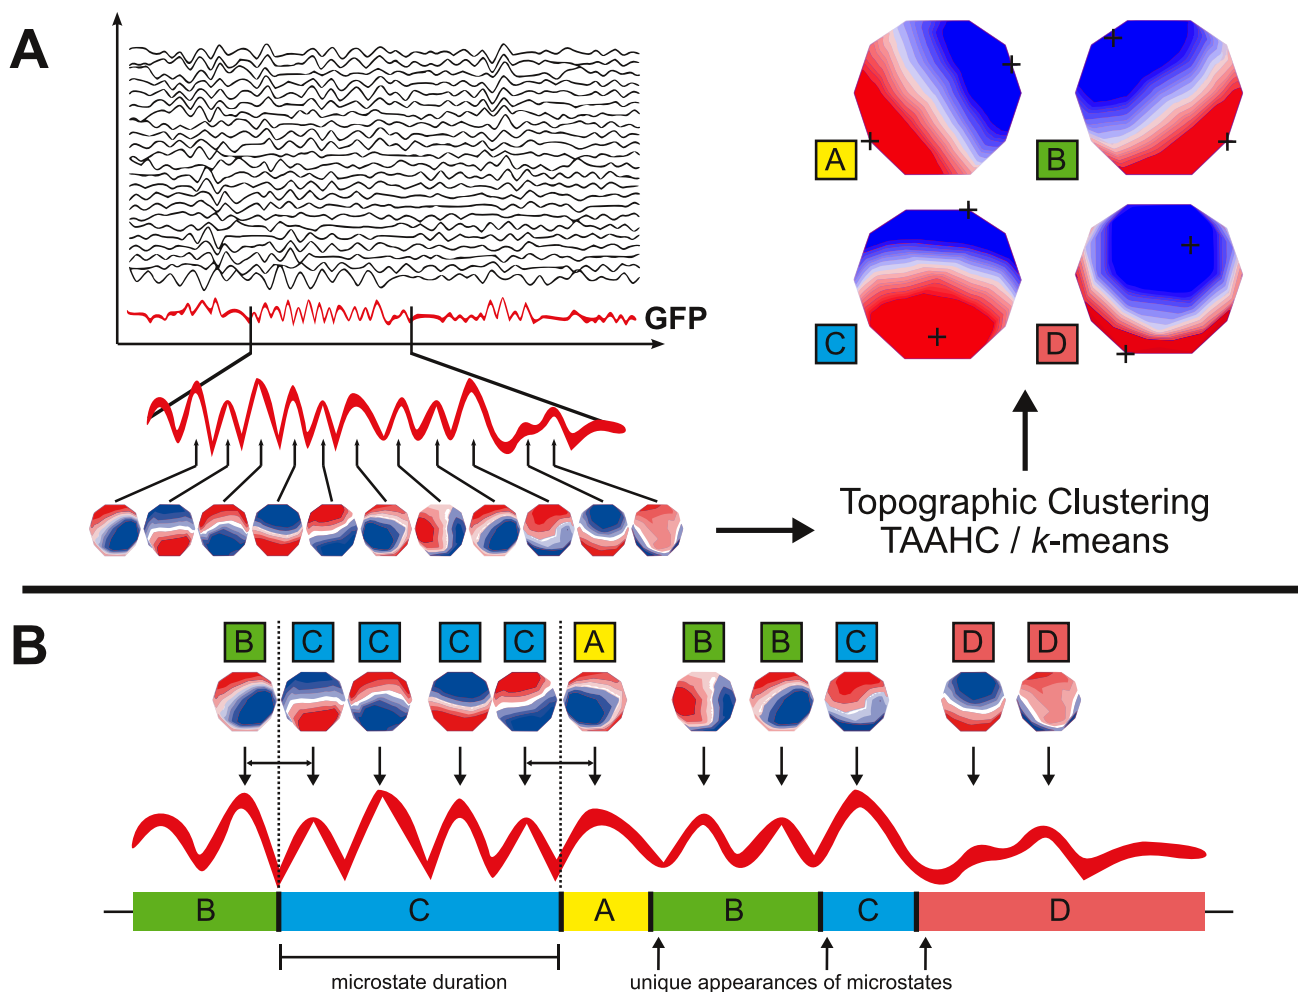 A
GFP
A
B
C
D
Topographic Clustering
TAAHC / k-means
B
B C C C C A B B C D D
B C A B C D
microstate duration
unique appearances of microstates